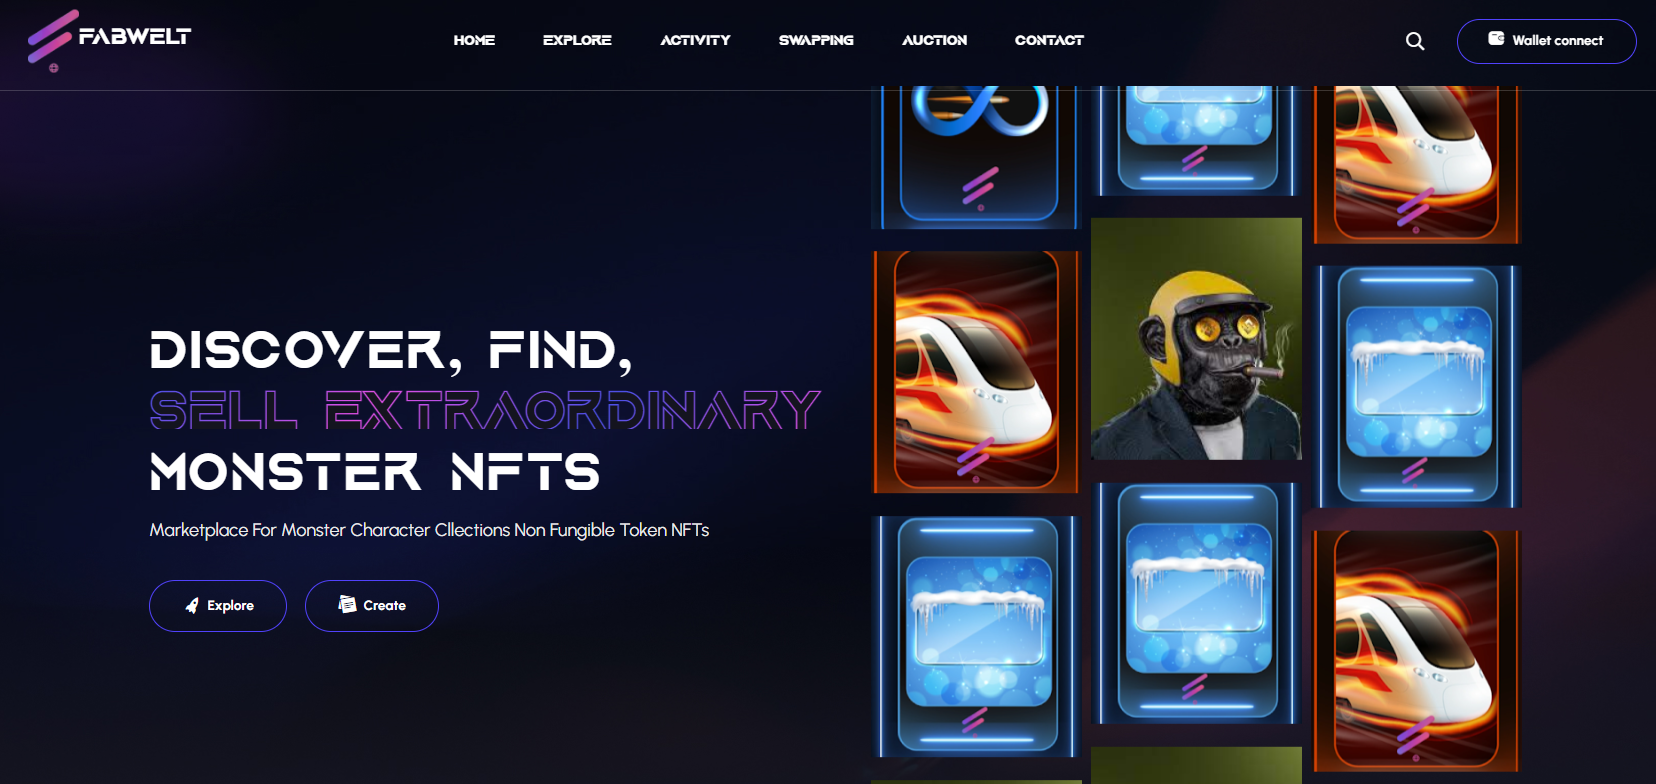 FABWELT
HOME EXPLORE ACTIVITY SWAPPING AUCTION CONTACT
Wallet connect
DISCOVER, FIND,
SELL EXTRAORDINARY
MONSTER NFTS
Marketplace For Monster Character Cllections Non Fungible Token NFTs
Explore Create